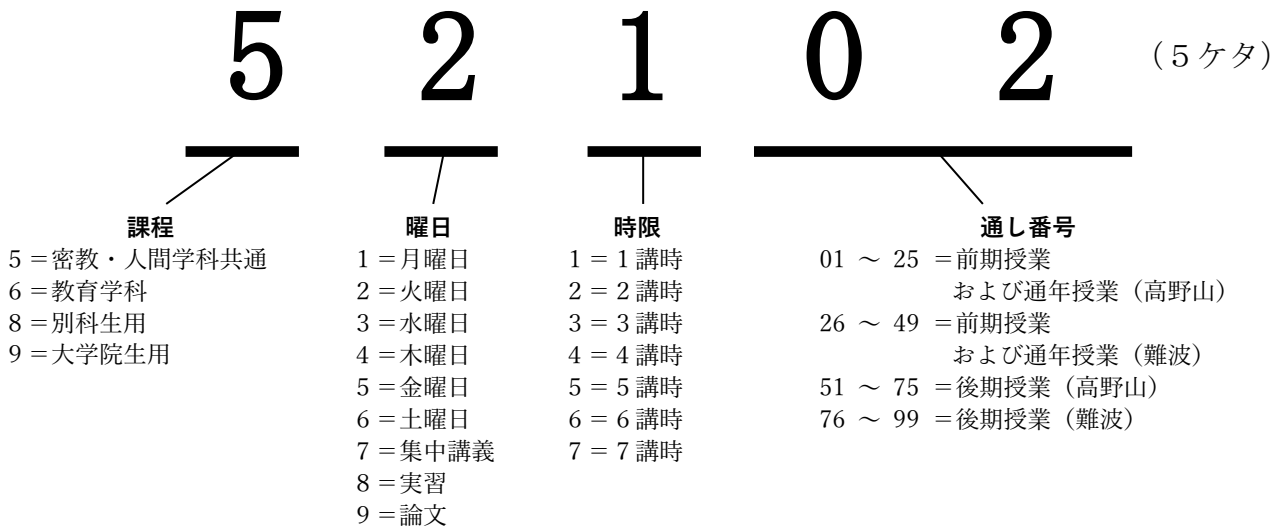 5 2 1 0 2 （5ケタ）
課程
5＝密教・人間学科共通
6＝教育学科
8＝別科生用
9＝大学院生用
曜日
1＝月曜日
2＝火曜日
3＝水曜日
4＝木曜日
5＝金曜日
6＝土曜日
7＝集中講義
8＝実習
9＝論文
時限
1＝1講時
2＝2講時
3＝3講時
4＝4講時
5＝5講時
6＝6講時
7＝7講時
通し番号
01 ～ 25 ＝前期授業
および通年授業（高野山）
26 ～ 49 ＝前期授業
および通年授業（難波）
51 ～ 75＝後期授業（高野山）
76 ～ 99 ＝後期授業（難波）